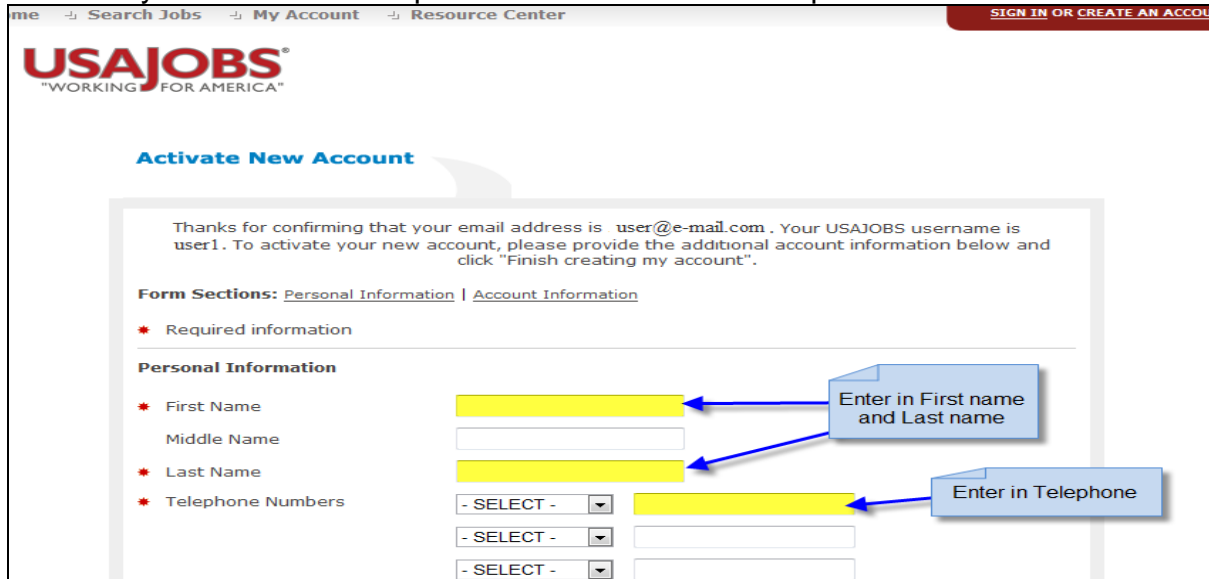 me Search Jobs My Account Resource Center SIGN IN OR CREATE AN ACCOU
USAJOBS®
"WORKING FOR AMERICA"
Activate New Account
Thanks for confirming that your email address is user@e-mail.com. Your USAJOBS username is
user1. To activate your new account, please provide the additional account information below and
click "Finish creating my account".
Form Sections: Personal Information | Account Information
* Required information
Personal Information
* First Name
Enter in First name
and Last name
Middle Name
* Last Name
* Telephone Numbers - SELECT -
Enter in Telephone
- SELECT -
- SELECT -